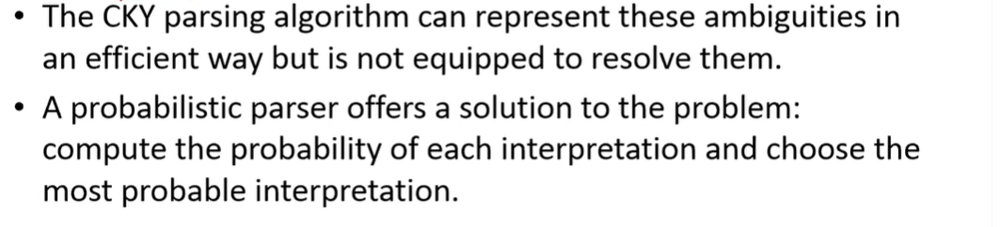 • The CKY parsing algorithm can represent these ambiguities in
an efficient way but is not equipped to resolve them.
• A probabilistic parser offers a solution to the problem:
compute the probability of each interpretation and choose the
most probable interpretation.